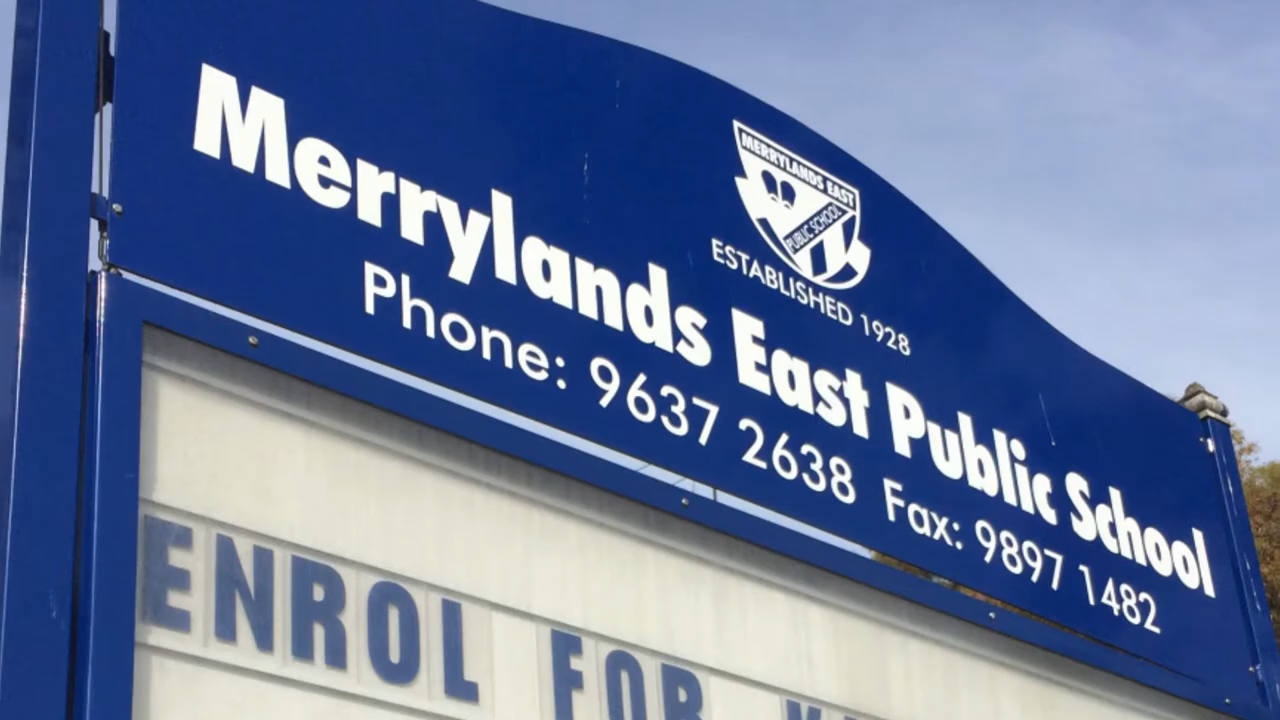 MERRYLANDS EAST
PUBLIC SCHOOL
ESTABLISHED 1928
Merrylands East Public School
Phone: 9637 2638 Fax: 9897 1482
ENROL FOR